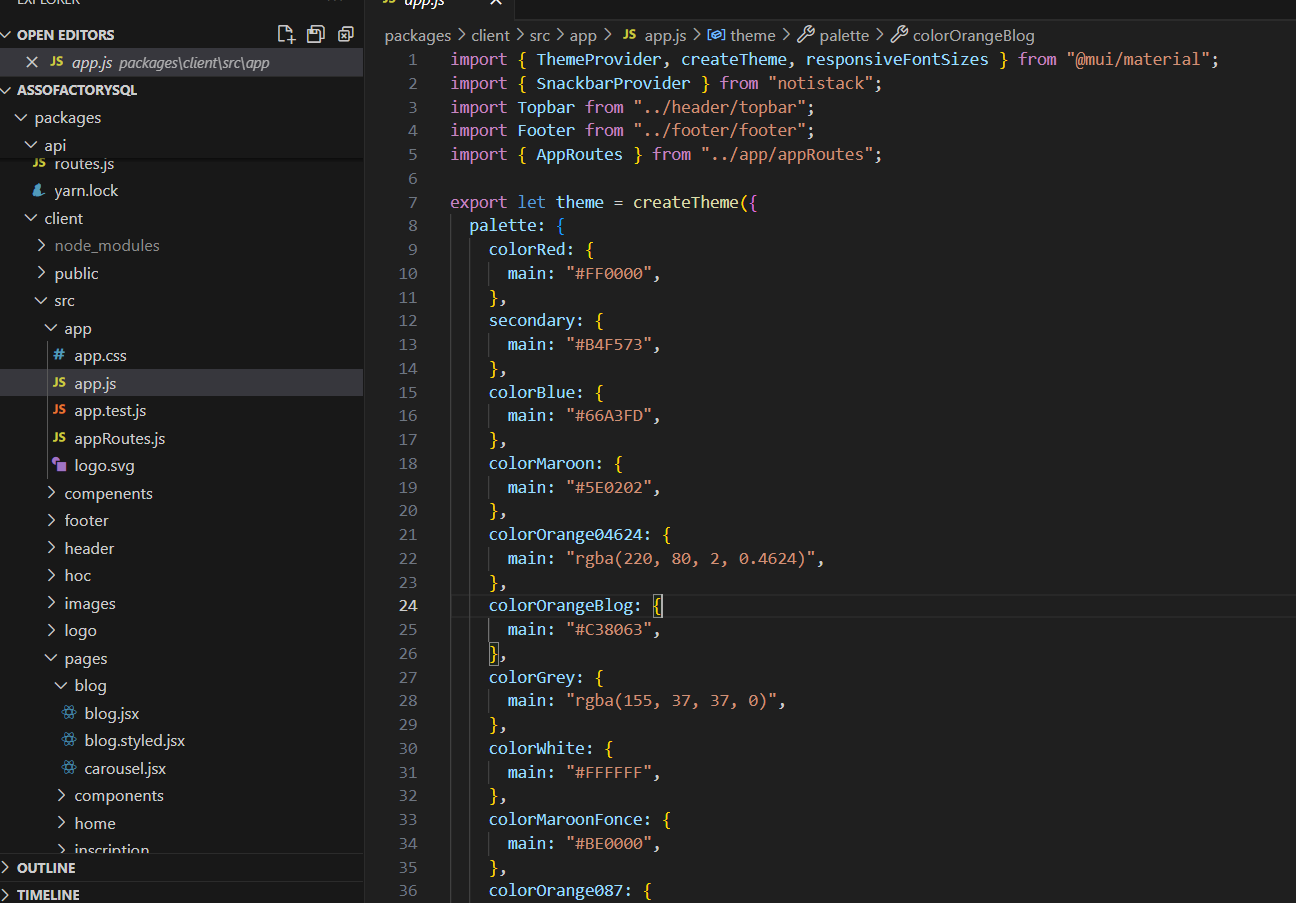 EXPLORER
OPEN EDITORS
JS app.js packages\client\src\app
ASSOFACTORYSQL
packages
api
JS routes.js
yarn.lock
client
node_modules
public
src
app
# app.css
JS app.js
JS app.test.js
JS appRoutes.js
logo.svg
compenents
footer
header
hoc
images
logo
pages
blog
blog.jsx
blog.styled.jsx
carousel.jsx
components
home
inscription
OUTLINE
TIMELINE
JS app.js
packages > client > src > app > JS app.js > theme > palette > colorOrangeBlog
1 import { ThemeProvider, createTheme, responsiveFontSizes } from "@mui/material";
2 import { SnackbarProvider } from "notistack";
3 import Topbar from "../header/topbar";
4 import Footer from "../footer/footer";
5 import { AppRoutes } from "../app/appRoutes";
6
7 export let theme = createTheme({
8 palette: {
9 colorRed: {
10 main: "#FF0000",
11 },
12 secondary: {
13 main: "#B4F573",
14 },
15 colorBlue: {
16 main: "#66A3FD",
17 },
18 colorMaroon: {
19 main: "#5E0202",
20 },
21 colorOrange04624: {
22 main: "rgba(220, 80, 2, 0.4624)",
23 },
24 colorOrangeBlog: {
25 main: "#C38063",
26 },
27 colorGrey: {
28 main: "rgba(155, 37, 37, 0)",
29 },
30 colorWhite: {
31 main: "#FFFFFF",
32 },
33 colorMaroonFonce: {
34 main: "#BE0000",
35 },
36 colorOrange087: {